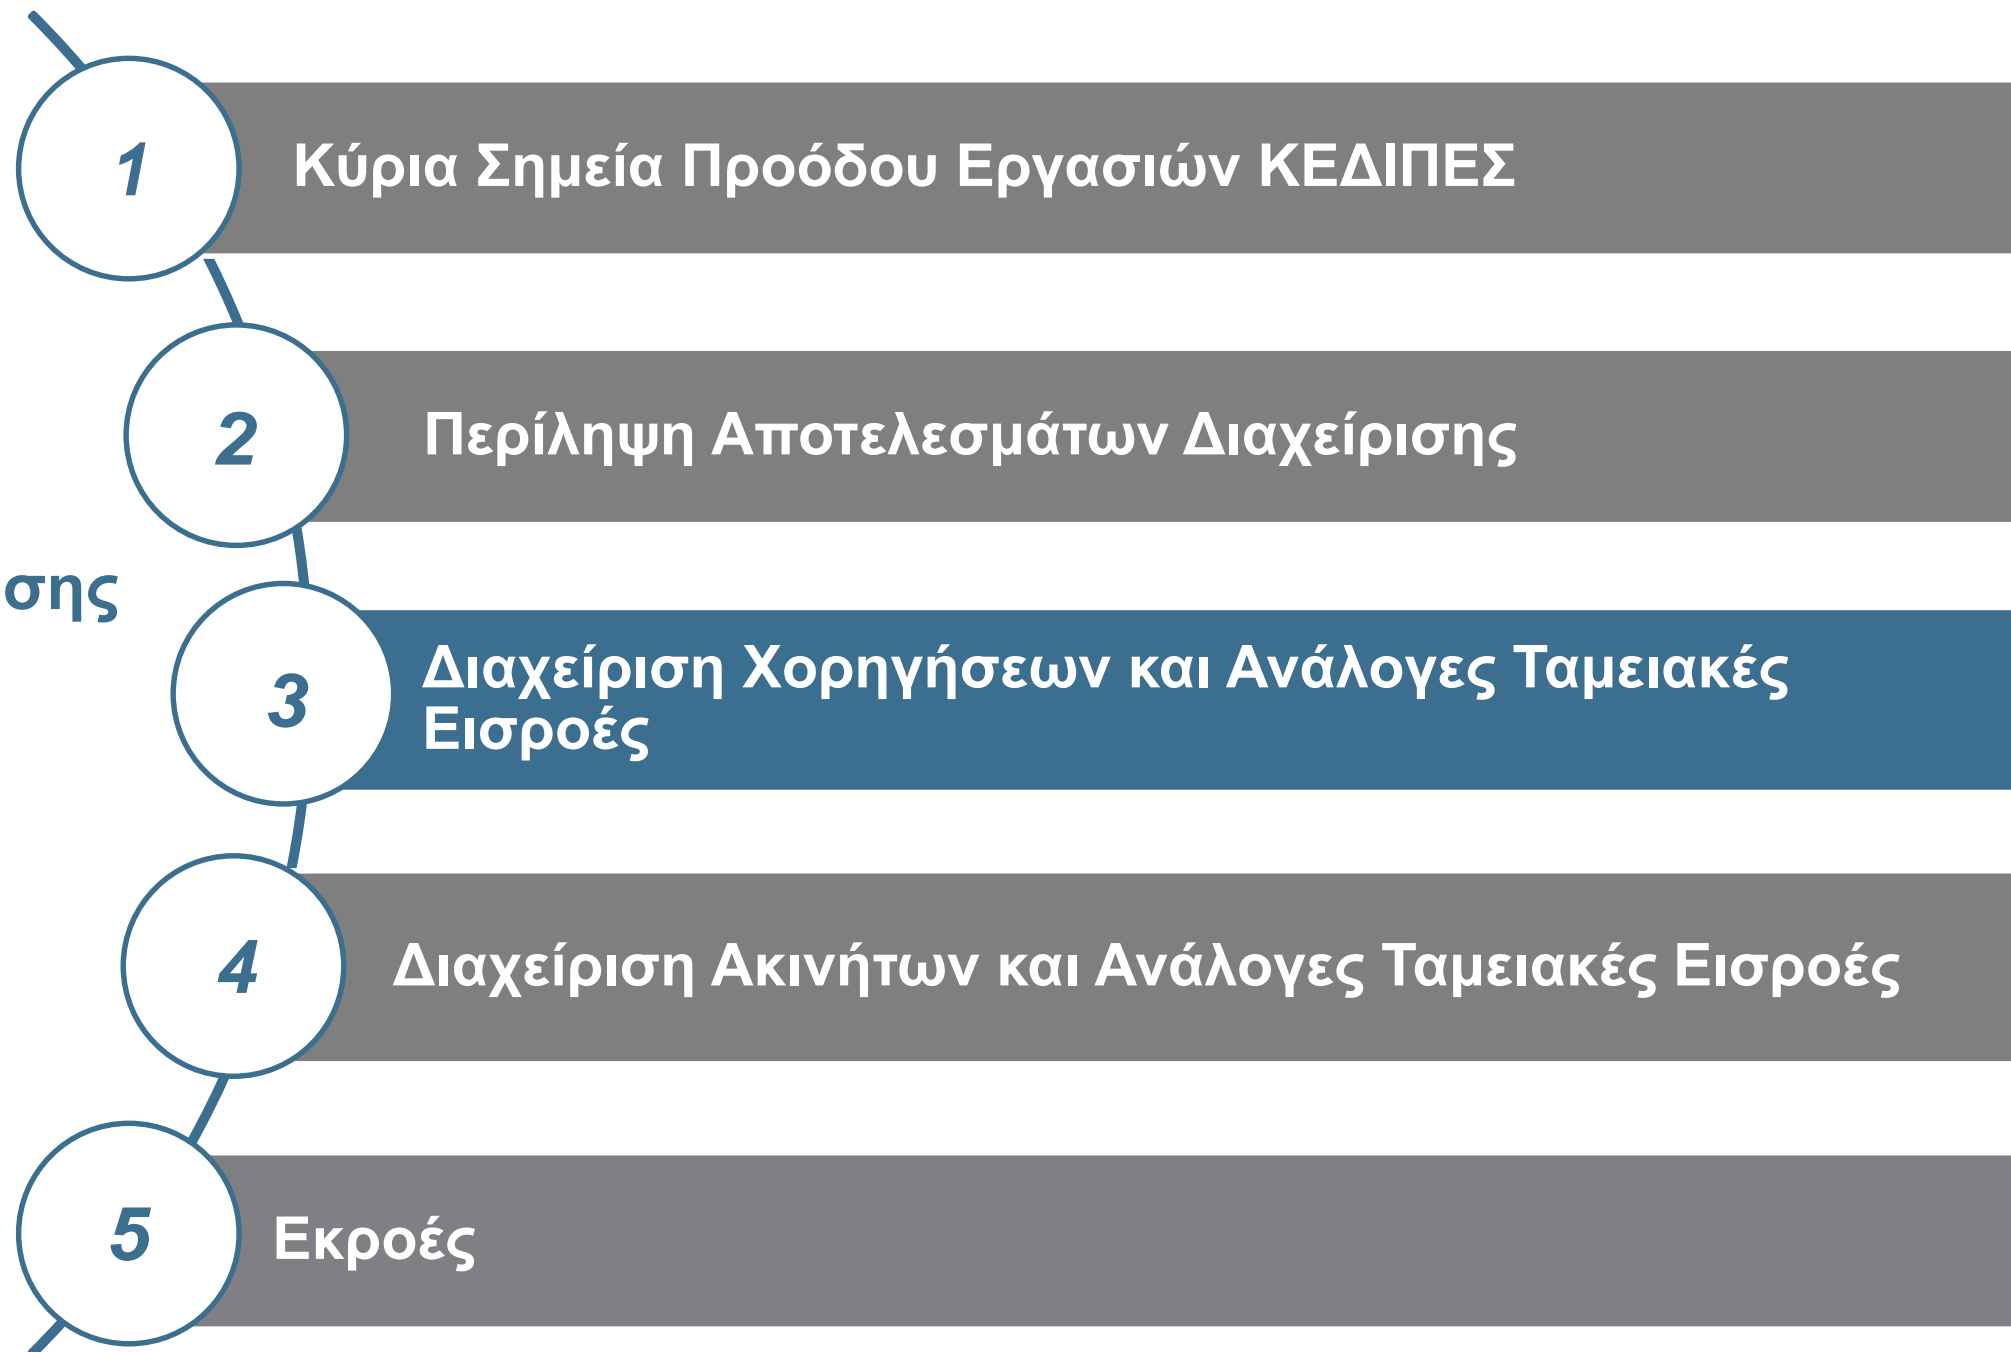 1
Κύρια Σημεία Προόδου Εργασιών ΚΕΔΙΠΕΣ
2
Περίληψη Αποτελεσμάτων Διαχείρισης
σης
3
Διαχείριση Χορηγήσεων και Ανάλογες Ταμειακές
Εισροές
4
Διαχείριση Ακινήτων και Ανάλογες Ταμειακές Εισροές
5
Εκροές